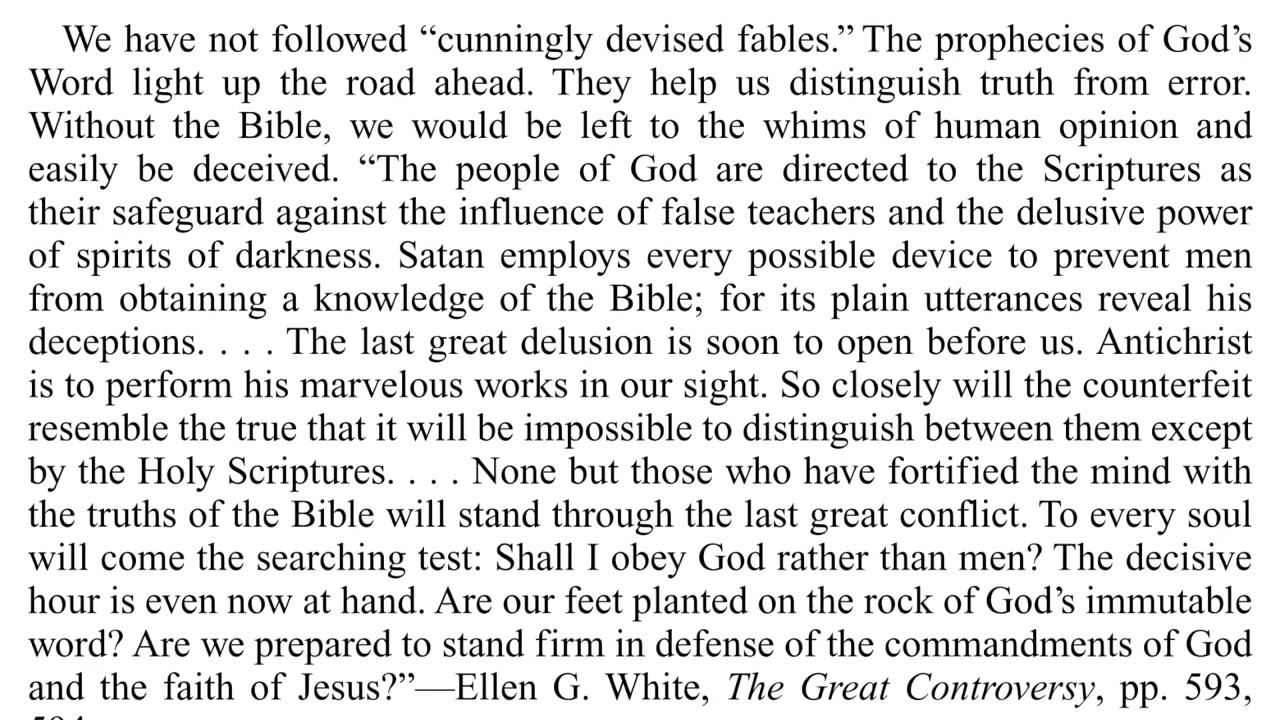 We have not followed “cunningly devised fables.” The prophecies of God’s
Word light up the road ahead. They help us distinguish truth from error.
Without the Bible, we would be left to the whims of human opinion and
easily be deceived. “The people of God are directed to the Scriptures as
their safeguard against the influence of false teachers and the delusive power
of spirits of darkness. Satan employs every possible device to prevent men
from obtaining a knowledge of the Bible; for its plain utterances reveal his
deceptions. . . . The last great delusion is soon to open before us. Antichrist
is to perform his marvelous works in our sight. So closely will the counterfeit
resemble the true that it will be impossible to distinguish between them except
by the Holy Scriptures. . . . None but those who have fortified the mind with
the truths of the Bible will stand through the last great conflict. To every soul
will come the searching test: Shall I obey God rather than men? The decisive
hour is even now at hand. Are our feet planted on the rock of God’s immutable
word? Are we prepared to stand firm in defense of the commandments of God
and the faith of Jesus?”—Ellen G. White, The Great Controversy, pp. 593,